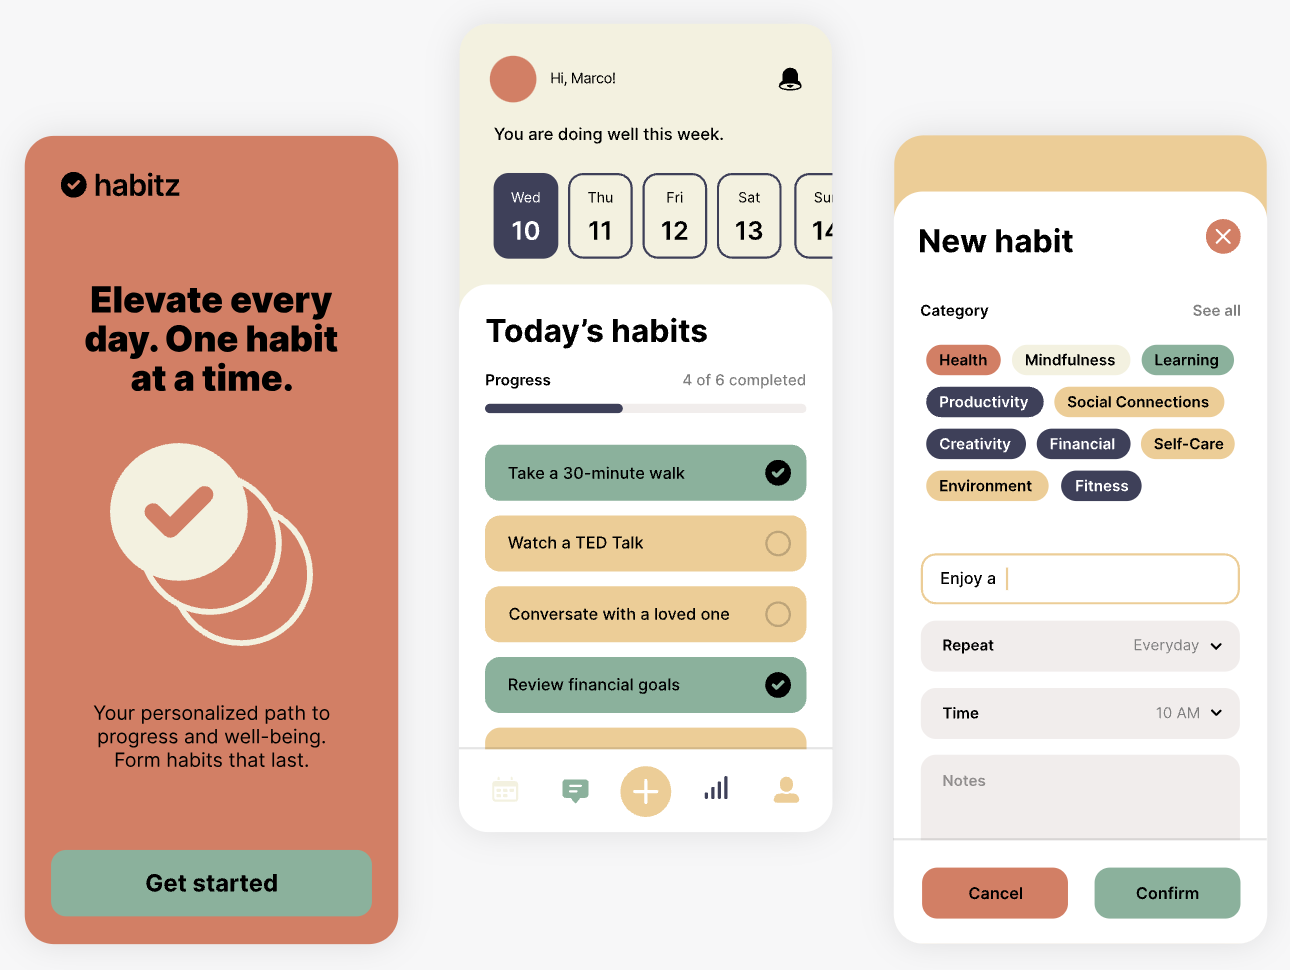 habitz
Elevate every
day. One habit
at a time.
Your personalized path to
progress and well-being.
Form habits that last.
Get started
Hi, Marco!
You are doing well this week.
Wed Thu Fri Sat
10 11 12 13 14
Today’s habits
Progress 4 of 6 completed
Take a 30-minute walk
Watch a TED Talk
Conversate with a loved one
Review financial goals
New habit
Category See all
Health Mindfulness Learning
Productivity Social Connections
Creativity Financial Self-Care
Environment Fitness
Enjoy a
Repeat Everyday
Time 10 AM
Notes
Cancel Confirm